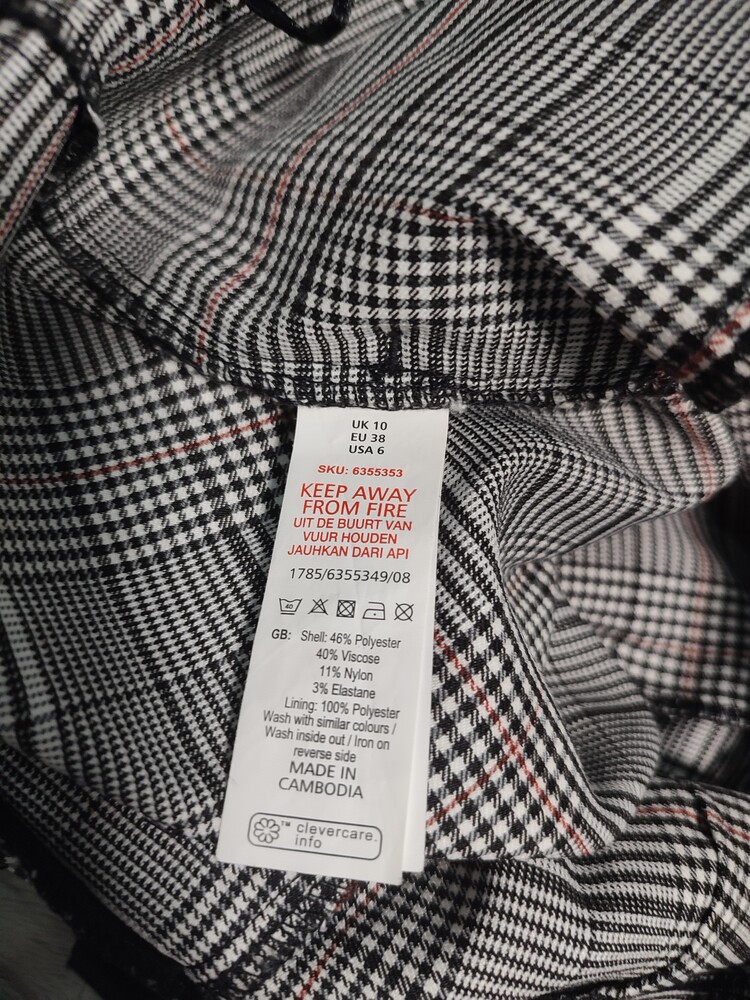 UK 10
EU 38
USA 6
SKU: 6355353
KEEP AWAY
FROM FIRE
UIT DE BUURT VAN
VUUR HOUDEN
JAUHKAN DARI API
1785/6355349/08
40
GB: Shell: 46% Polyester
40% Viscose
11% Nylon
3% Elastane
Lining: 100% Polyester
Wash with similar colours /
Wash inside out / Iron on
reverse side
MADE IN
CAMBODIA
™ clevercare.
info